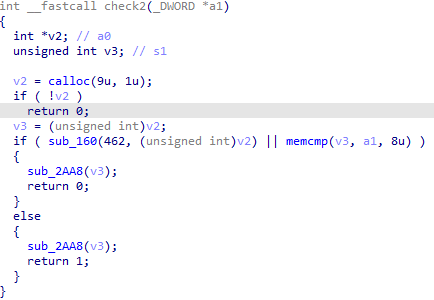 int __fastcall check2(_DWORD *a1)
{
  int *v2; // a0
  unsigned int v3; // s1

  v2 = calloc(9u, 1u);
  if ( !v2 )
    return 0;
  v3 = (unsigned int)v2;
  if ( sub_160(462, (unsigned int)v2) || memcmp(v3, a1, 8u) )
  {
    sub_2AA8(v3);
    return 0;
  }
  else
  {
    sub_2AA8(v3);
    return 1;
  }
}